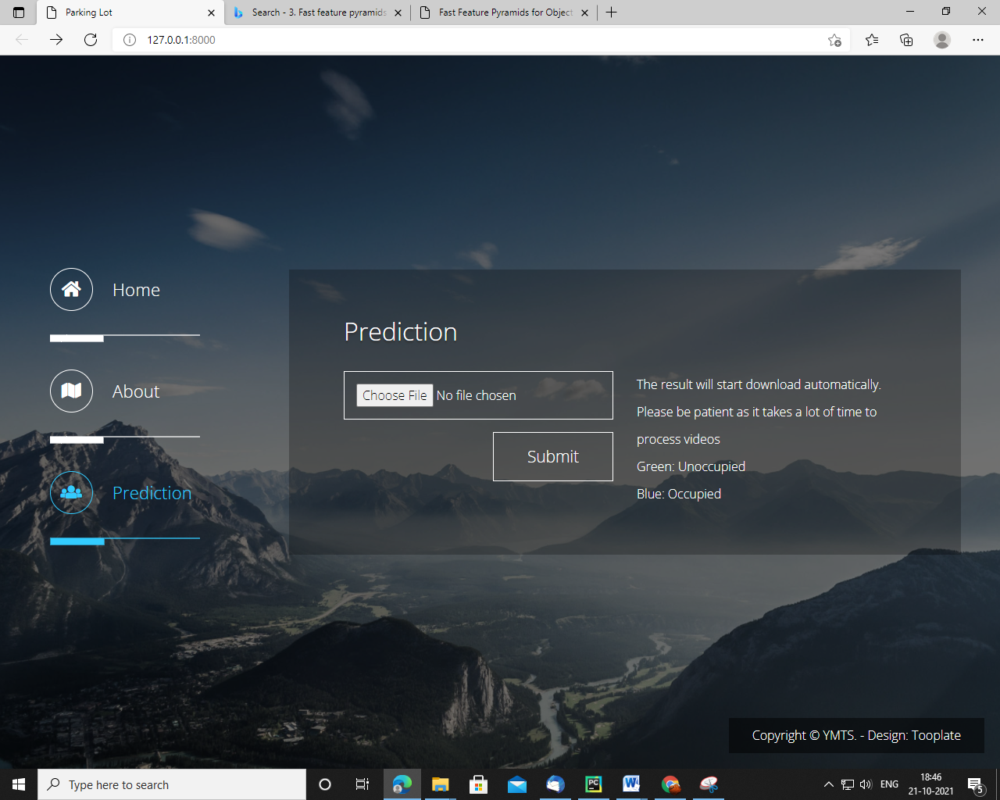 Parking Lot
Search - 3. Fast feature pyramids
Fast Feature Pyramids for Object
127.0.0.1:8000
Home
About
Prediction
Prediction
Choose File No file chosen
Submit
The result will start download automatically.
Please be patient as it takes a lot of time to
process videos
Green: Unoccupied
Blue: Occupied
Copyright © YMTS. - Design: Tooplate
Type here to search
PC
W
ENG
18:46
21-10-2021
5